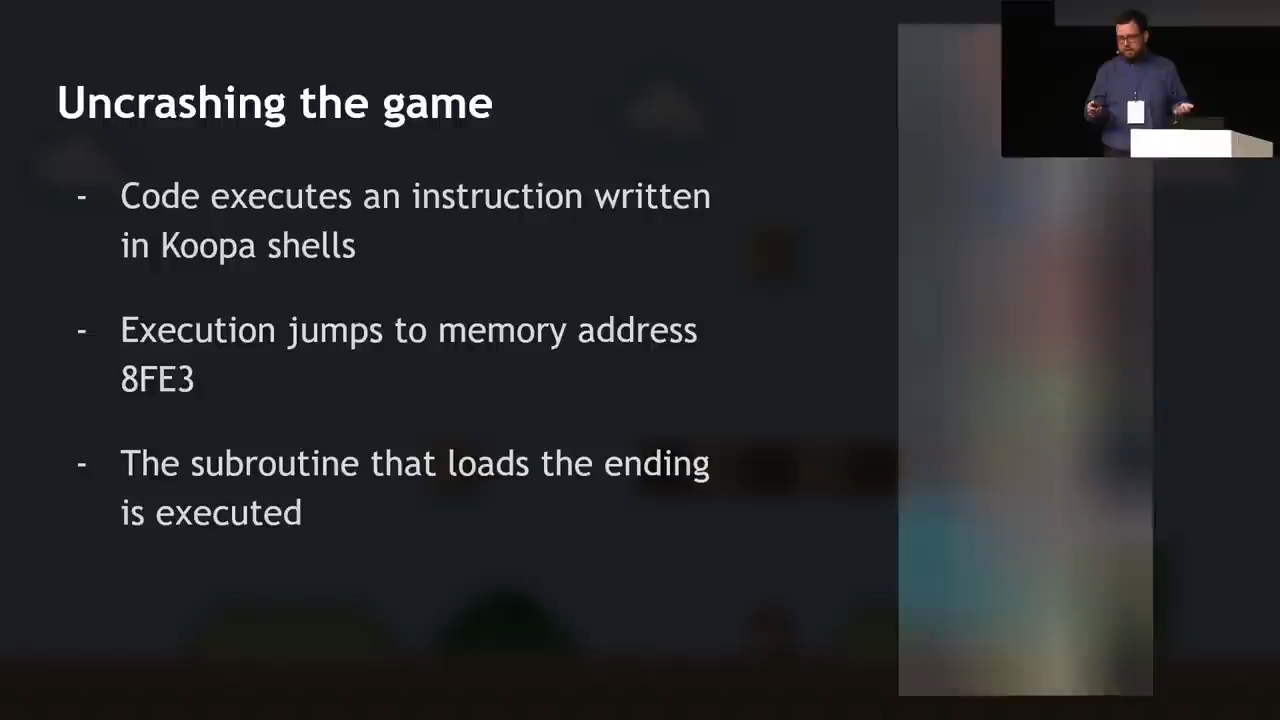 Uncrashing the game
- Code executes an instruction written
in Koopa shells
- Execution jumps to memory address
8FE3
- The subroutine that loads the ending
is executed